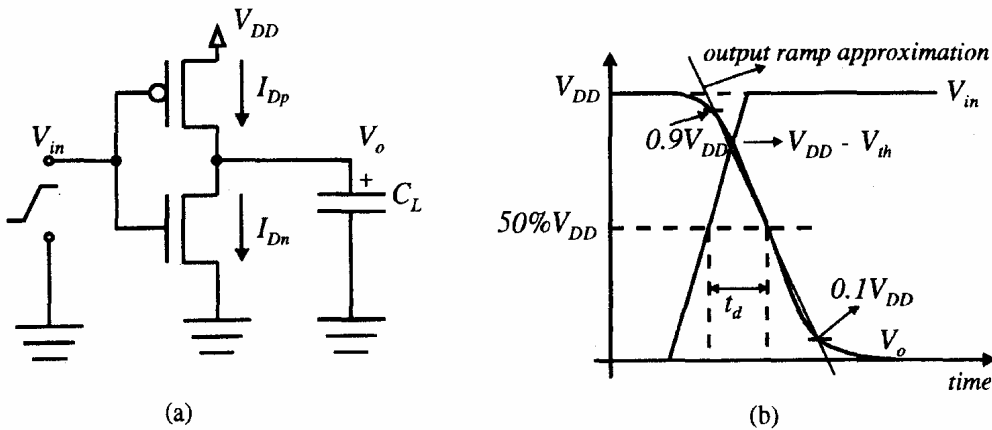 V_DD
I_Dp
V_in
V_o
+
C_L
I_Dn
(a)
output ramp approximation
V_DD
V_in
0.9V_DD
V_DD - V_th
50%V_DD
t_d
0.1V_DD
V_o
time
(b)